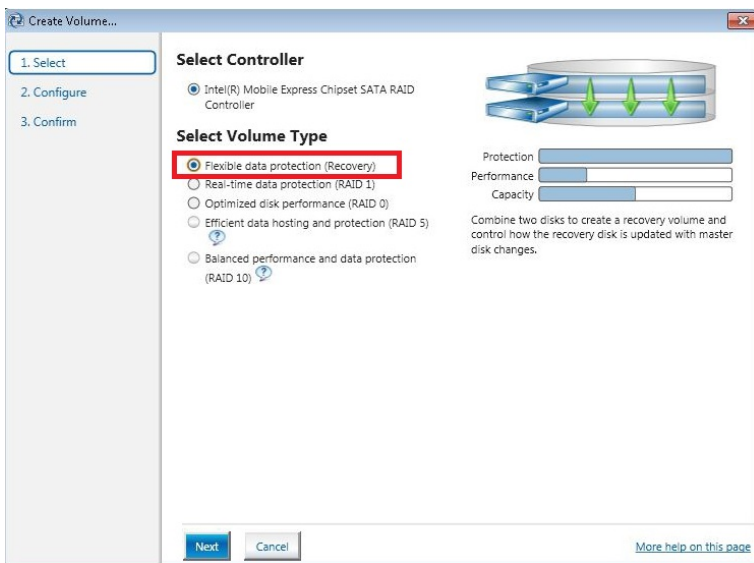 Create Volume...
1. Select
2. Configure
3. Confirm
Select Controller
Intel(R) Mobile Express Chipset SATA RAID
Controller
Select Volume Type
Flexible data protection (Recovery)
Real-time data protection (RAID 1)
Optimized disk performance (RAID 0)
Efficient data hosting and protection (RAID 5)
?
Balanced performance and data protection
(RAID 10) ?
Protection
Performance
Capacity
Combine two disks to create a recovery volume and
control how the recovery disk is updated with master
disk changes.
Next
Cancel
More help on this page